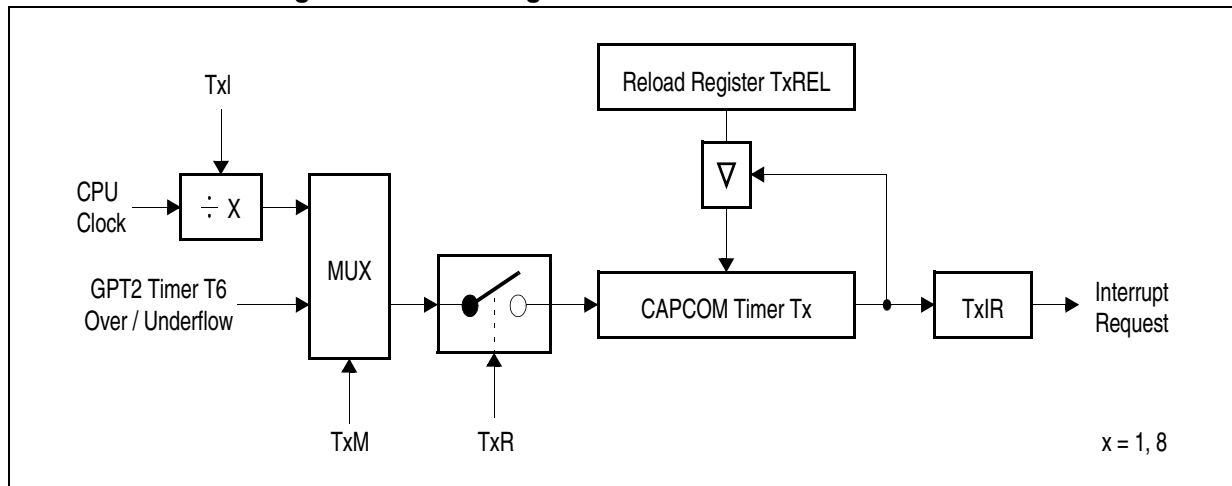 TxI
Reload Register TxREL
CPU
Clock
÷ X
MUX
GPT2 Timer T6
Over / Underflow
CAPCOM Timer Tx
TxIR
Interrupt
Request
TxM
TxR
x = 1, 8